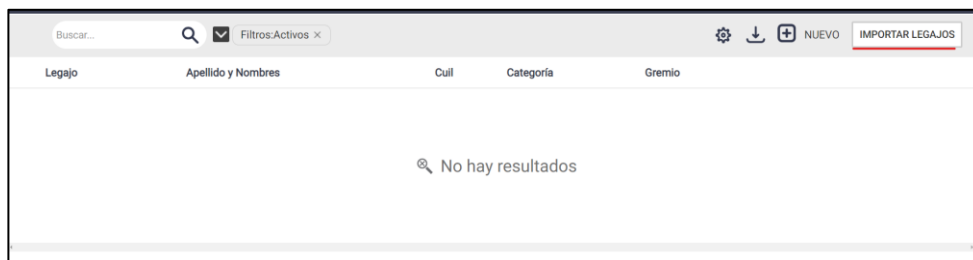 Buscar... Filtros:Activos × NUEVO IMPORTAR LEGAJOS
Legajo Apellido y Nombres Cuil Categoría Gremio
No hay resultados